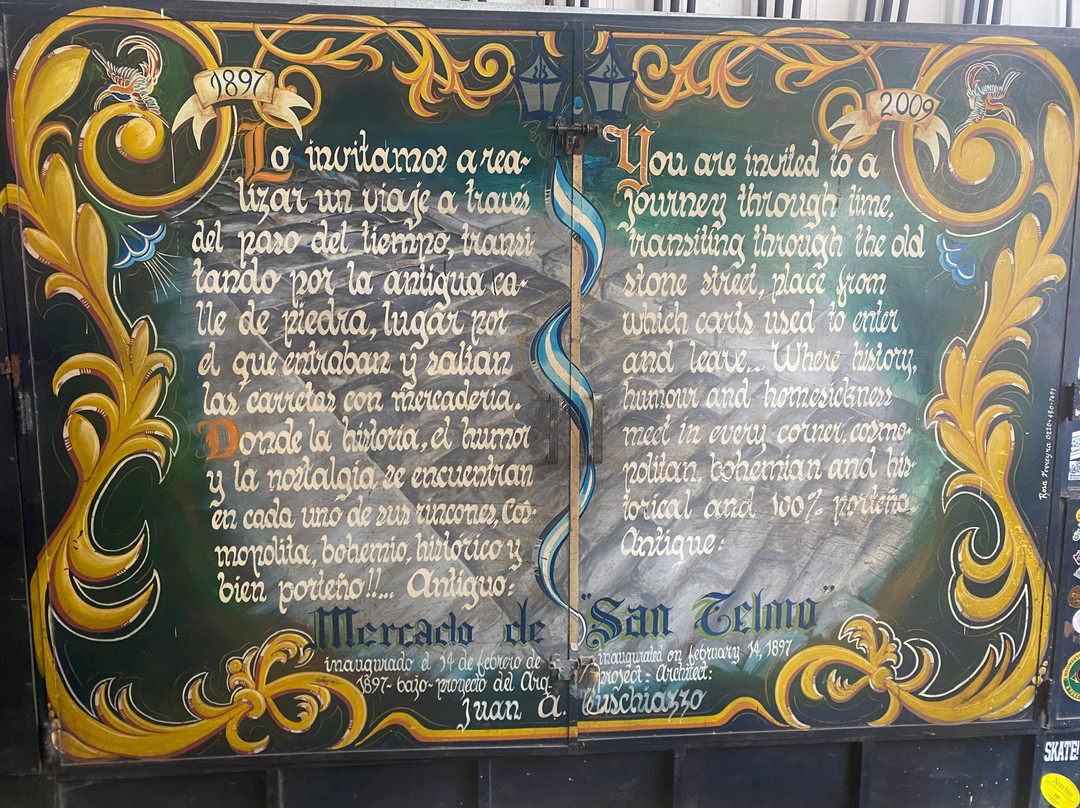 1897
Lo invitamos a rea-
lizar un viaje a través
del paso del tiempo, transi
tando por la antigua ca-
lle de piedra, lugar por
el que entraban y salían
las carretas con mercadería.
Donde la historia, el humor
y la nostalgia se encuentran
en cada uno de sus rincones, cos-
mopolita, bohemio, histórico y
bien porteño!!... Antiguo:
2009
You are invited to a
journey through time,
transiting through the old
stone street, place from
which carts used to enter
and leave... Where history,
humour and homesickness
meet in every corner, cosmo-
politan, bohemian and his-
torical and 100% porteño.
Antique:
Mercado de "San Telmo"
inaugurado el 14 de febrero de
1897- bajo- proyecto del Arq.
inaugurated on february 14, 1897
project: Architect:
Juan A. Buschiazzo
SKATE!